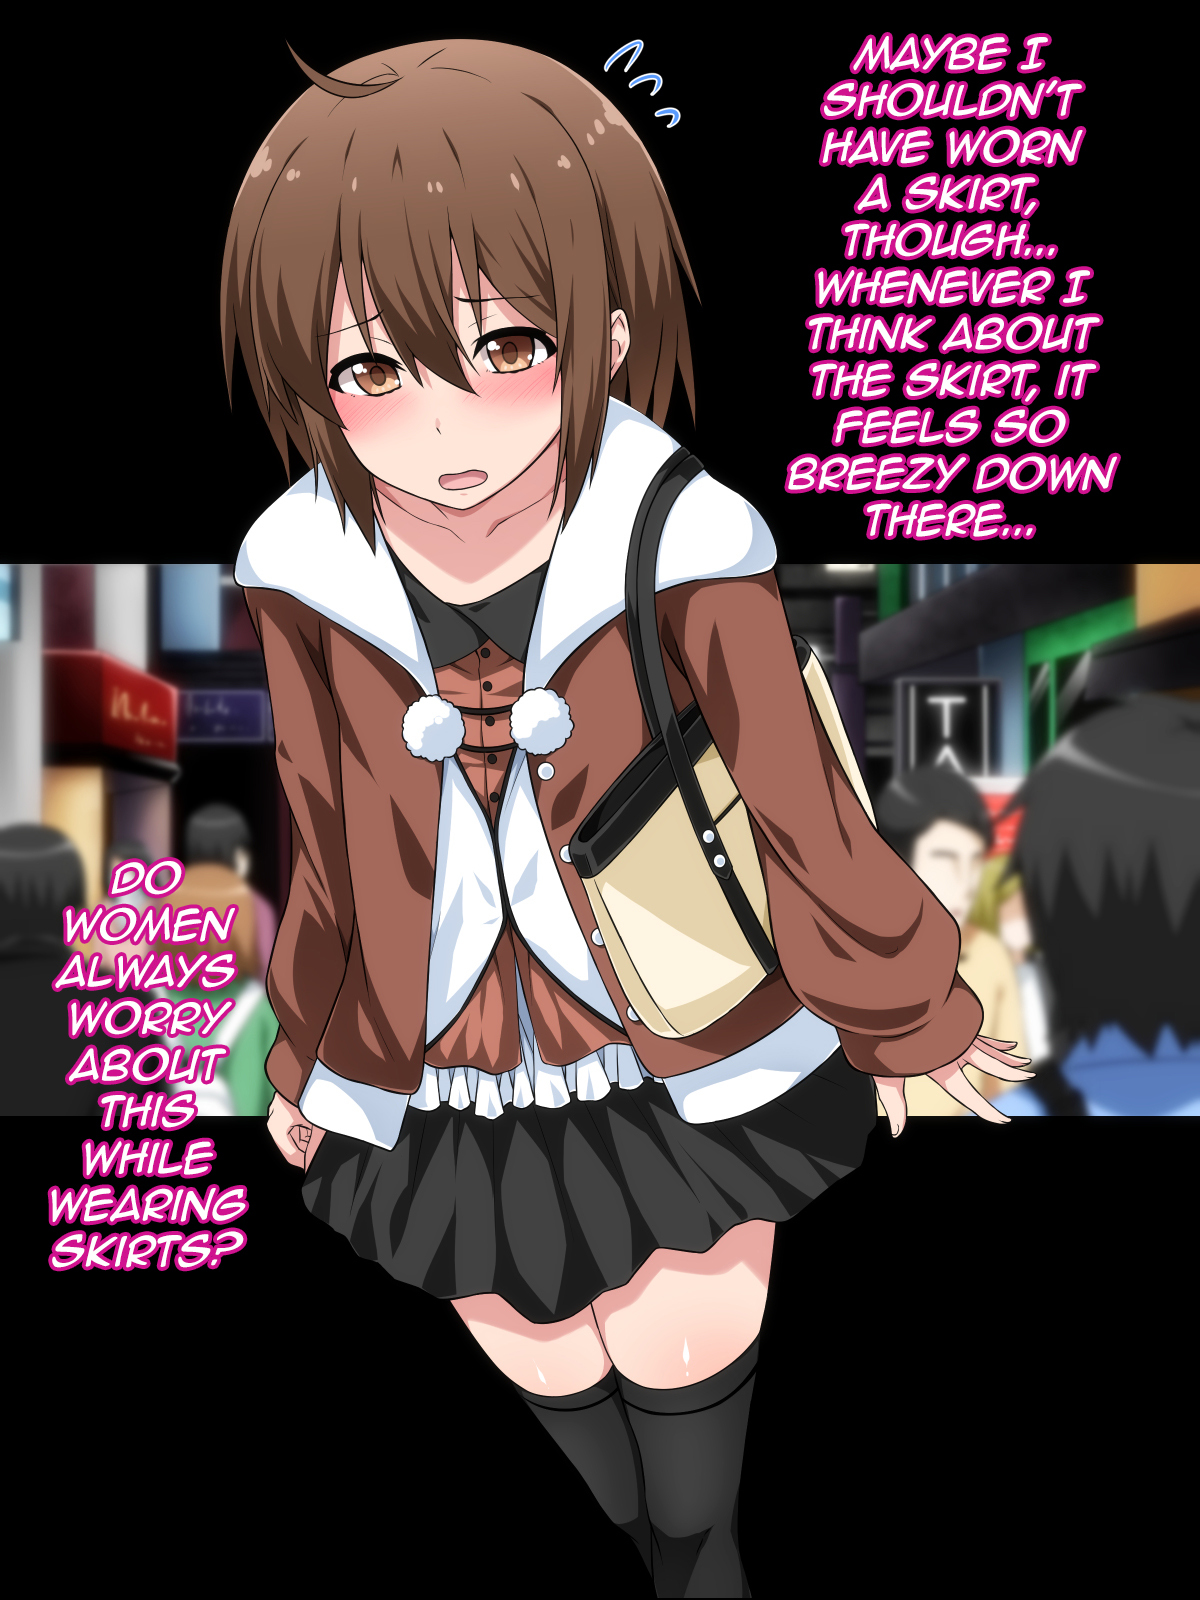 MAYBE I
SHOULDN'T
HAVE WORN
A SKIRT,
THOUGH...
WHENEVER I
THINK ABOUT
THE SKIRT, IT
FEELS SO
BREEZY DOWN
THERE...
DO
WOMEN
ALWAYS
WORRY
ABOUT
THIS
WHILE
WEARING
SKIRTS?